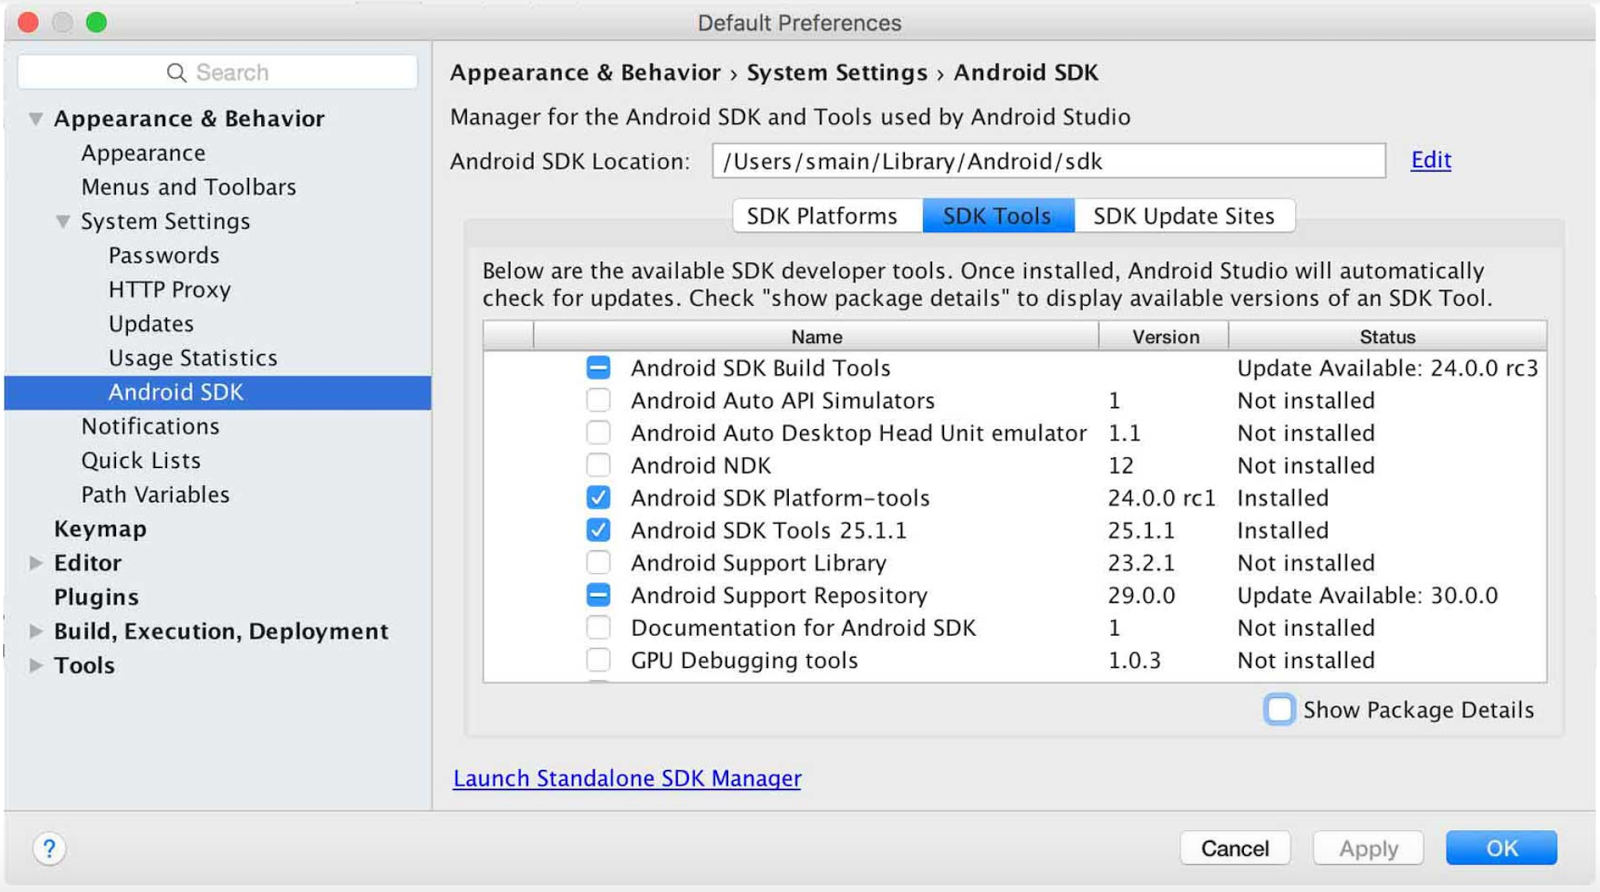 Default Preferences
Search
Appearance & Behavior
Appearance
Menus and Toolbars
System Settings
Passwords
HTTP Proxy
Updates
Usage Statistics
Android SDK
Notifications
Quick Lists
Path Variables
Keymap
Editor
Plugins
Build, Execution, Deployment
Tools
Appearance & Behavior › System Settings › Android SDK
Manager for the Android SDK and Tools used by Android Studio
Android SDK Location: /Users/smain/Library/Android/sdk Edit
SDK Platforms SDK Tools SDK Update Sites
Below are the available SDK developer tools. Once installed, Android Studio will automatically
check for updates. Check "show package details" to display available versions of an SDK Tool.
Name Version Status
Android SDK Build Tools Update Available: 24.0.0 rc3
Android Auto API Simulators 1 Not installed
Android Auto Desktop Head Unit emulator 1.1 Not installed
Android NDK 12 Not installed
Android SDK Platform-tools 24.0.0 rc1 Installed
Android SDK Tools 25.1.1 25.1.1 Installed
Android Support Library 23.2.1 Not installed
Android Support Repository 29.0.0 Update Available: 30.0.0
Documentation for Android SDK 1 Not installed
GPU Debugging tools 1.0.3 Not installed
Show Package Details
Launch Standalone SDK Manager
? Cancel Apply OK